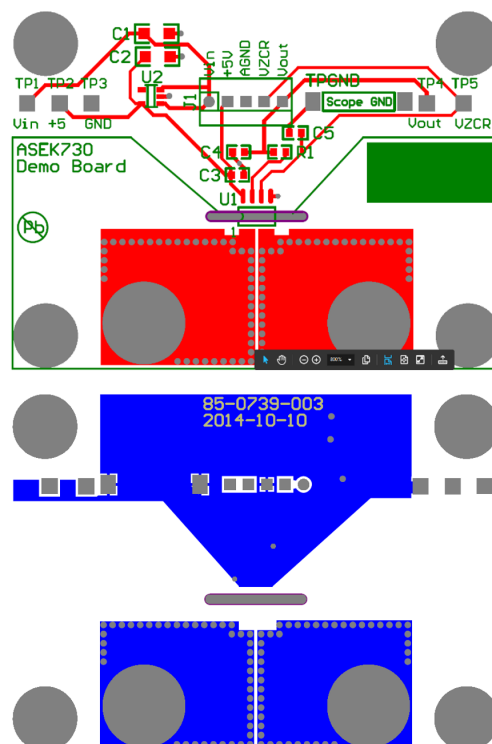 C1
C2
U2
Vin
+5V
AGND
VZCR
Vout
J1
TP1
TP2
TP3
TPGND
TP4
TP5
Scope GND
Vin
+5
GND
Vout
VZCR
C5
ASEK730
Demo Board
C4
R1
C3
U1
Pb
1
300%
85-0739-003
2014-10-10